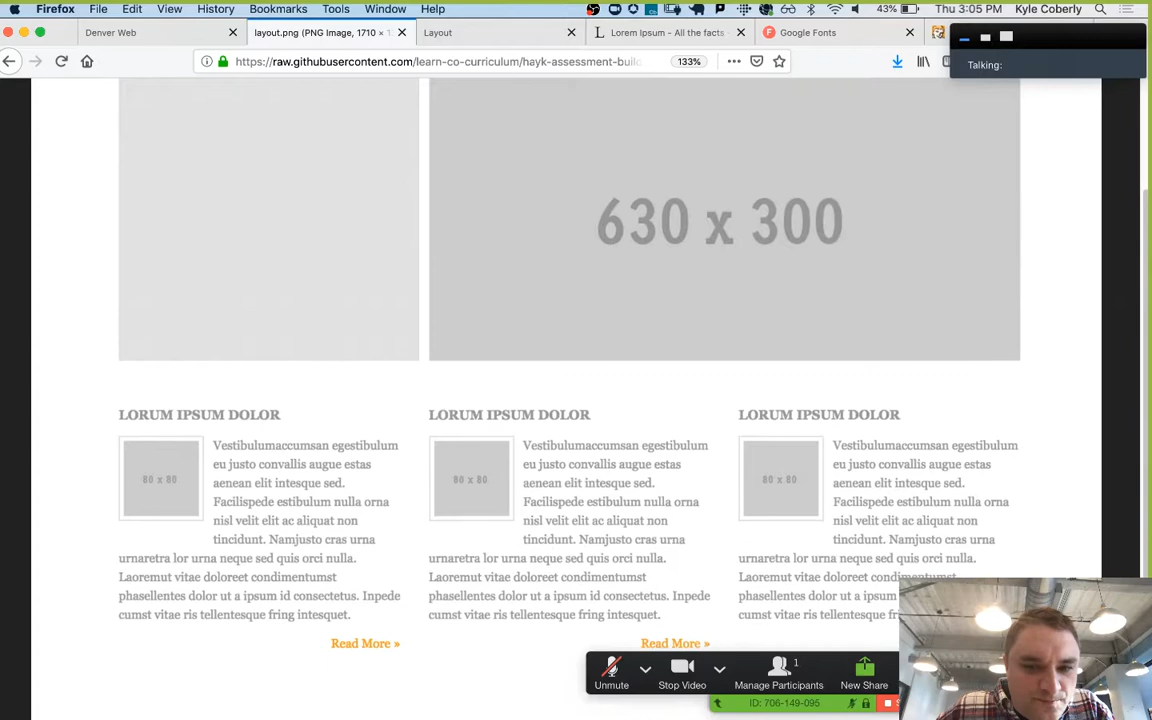 Firefox File Edit View History Bookmarks Tools Window Help 43% Thu 3:05 PM Kyle Coberly
Denver Web layout.png (PNG Image, 1710 × 1 Layout Lorem Ipsum - All the facts Google Fonts
https://raw.githubusercontent.com/learn-co-curriculum/hayk-assessment-build 133%
Talking:
630 x 300
LORUM IPSUM DOLOR LORUM IPSUM DOLOR LORUM IPSUM DOLOR
Vestibulumaccumsan egestibulum Vestibulumaccumsan egestibulum Vestibulumaccumsan egestibulum
eu justo convallis augue estas eu justo convallis augue estas eu justo convallis augue estas
80 x 80 aenean elit intesque sed. 80 x 80 aenean elit intesque sed. 80 x 80 aenean elit intesque sed.
Facilispede estibulum nulla orna Facilispede estibulum nulla orna Facilispede estibulum nulla orna
nisl velit elit ac aliquat non nisl velit elit ac aliquat non nisl velit elit ac aliquat non
tincidunt. Namjusto cras urna tincidunt. Namjusto cras urna tincidunt. Namjusto cras urna
urnaretra lor urna neque sed quis orci nulla. urnaretra lor urna neque sed quis orci nulla. urnaretra lor urna neque sed quis orci nulla.
Laoremut vitae doloreet condimentumst Laoremut vitae doloreet condimentumst Laoremut vitae doloreet condimentumst
phasellentes dolor ut a ipsum id consectetus. Inpede phasellentes dolor ut a ipsum id consectetus. Inpede phasellentes dolor ut a ipsum
cumst vitae ris tellentesque fring intesquet. cumst vitae ris tellentesque fring intesquet. cumst vitae ris tellentesque
Read More » Read More »
1
Unmute Stop Video Manage Participants New Share
ID: 706-149-095